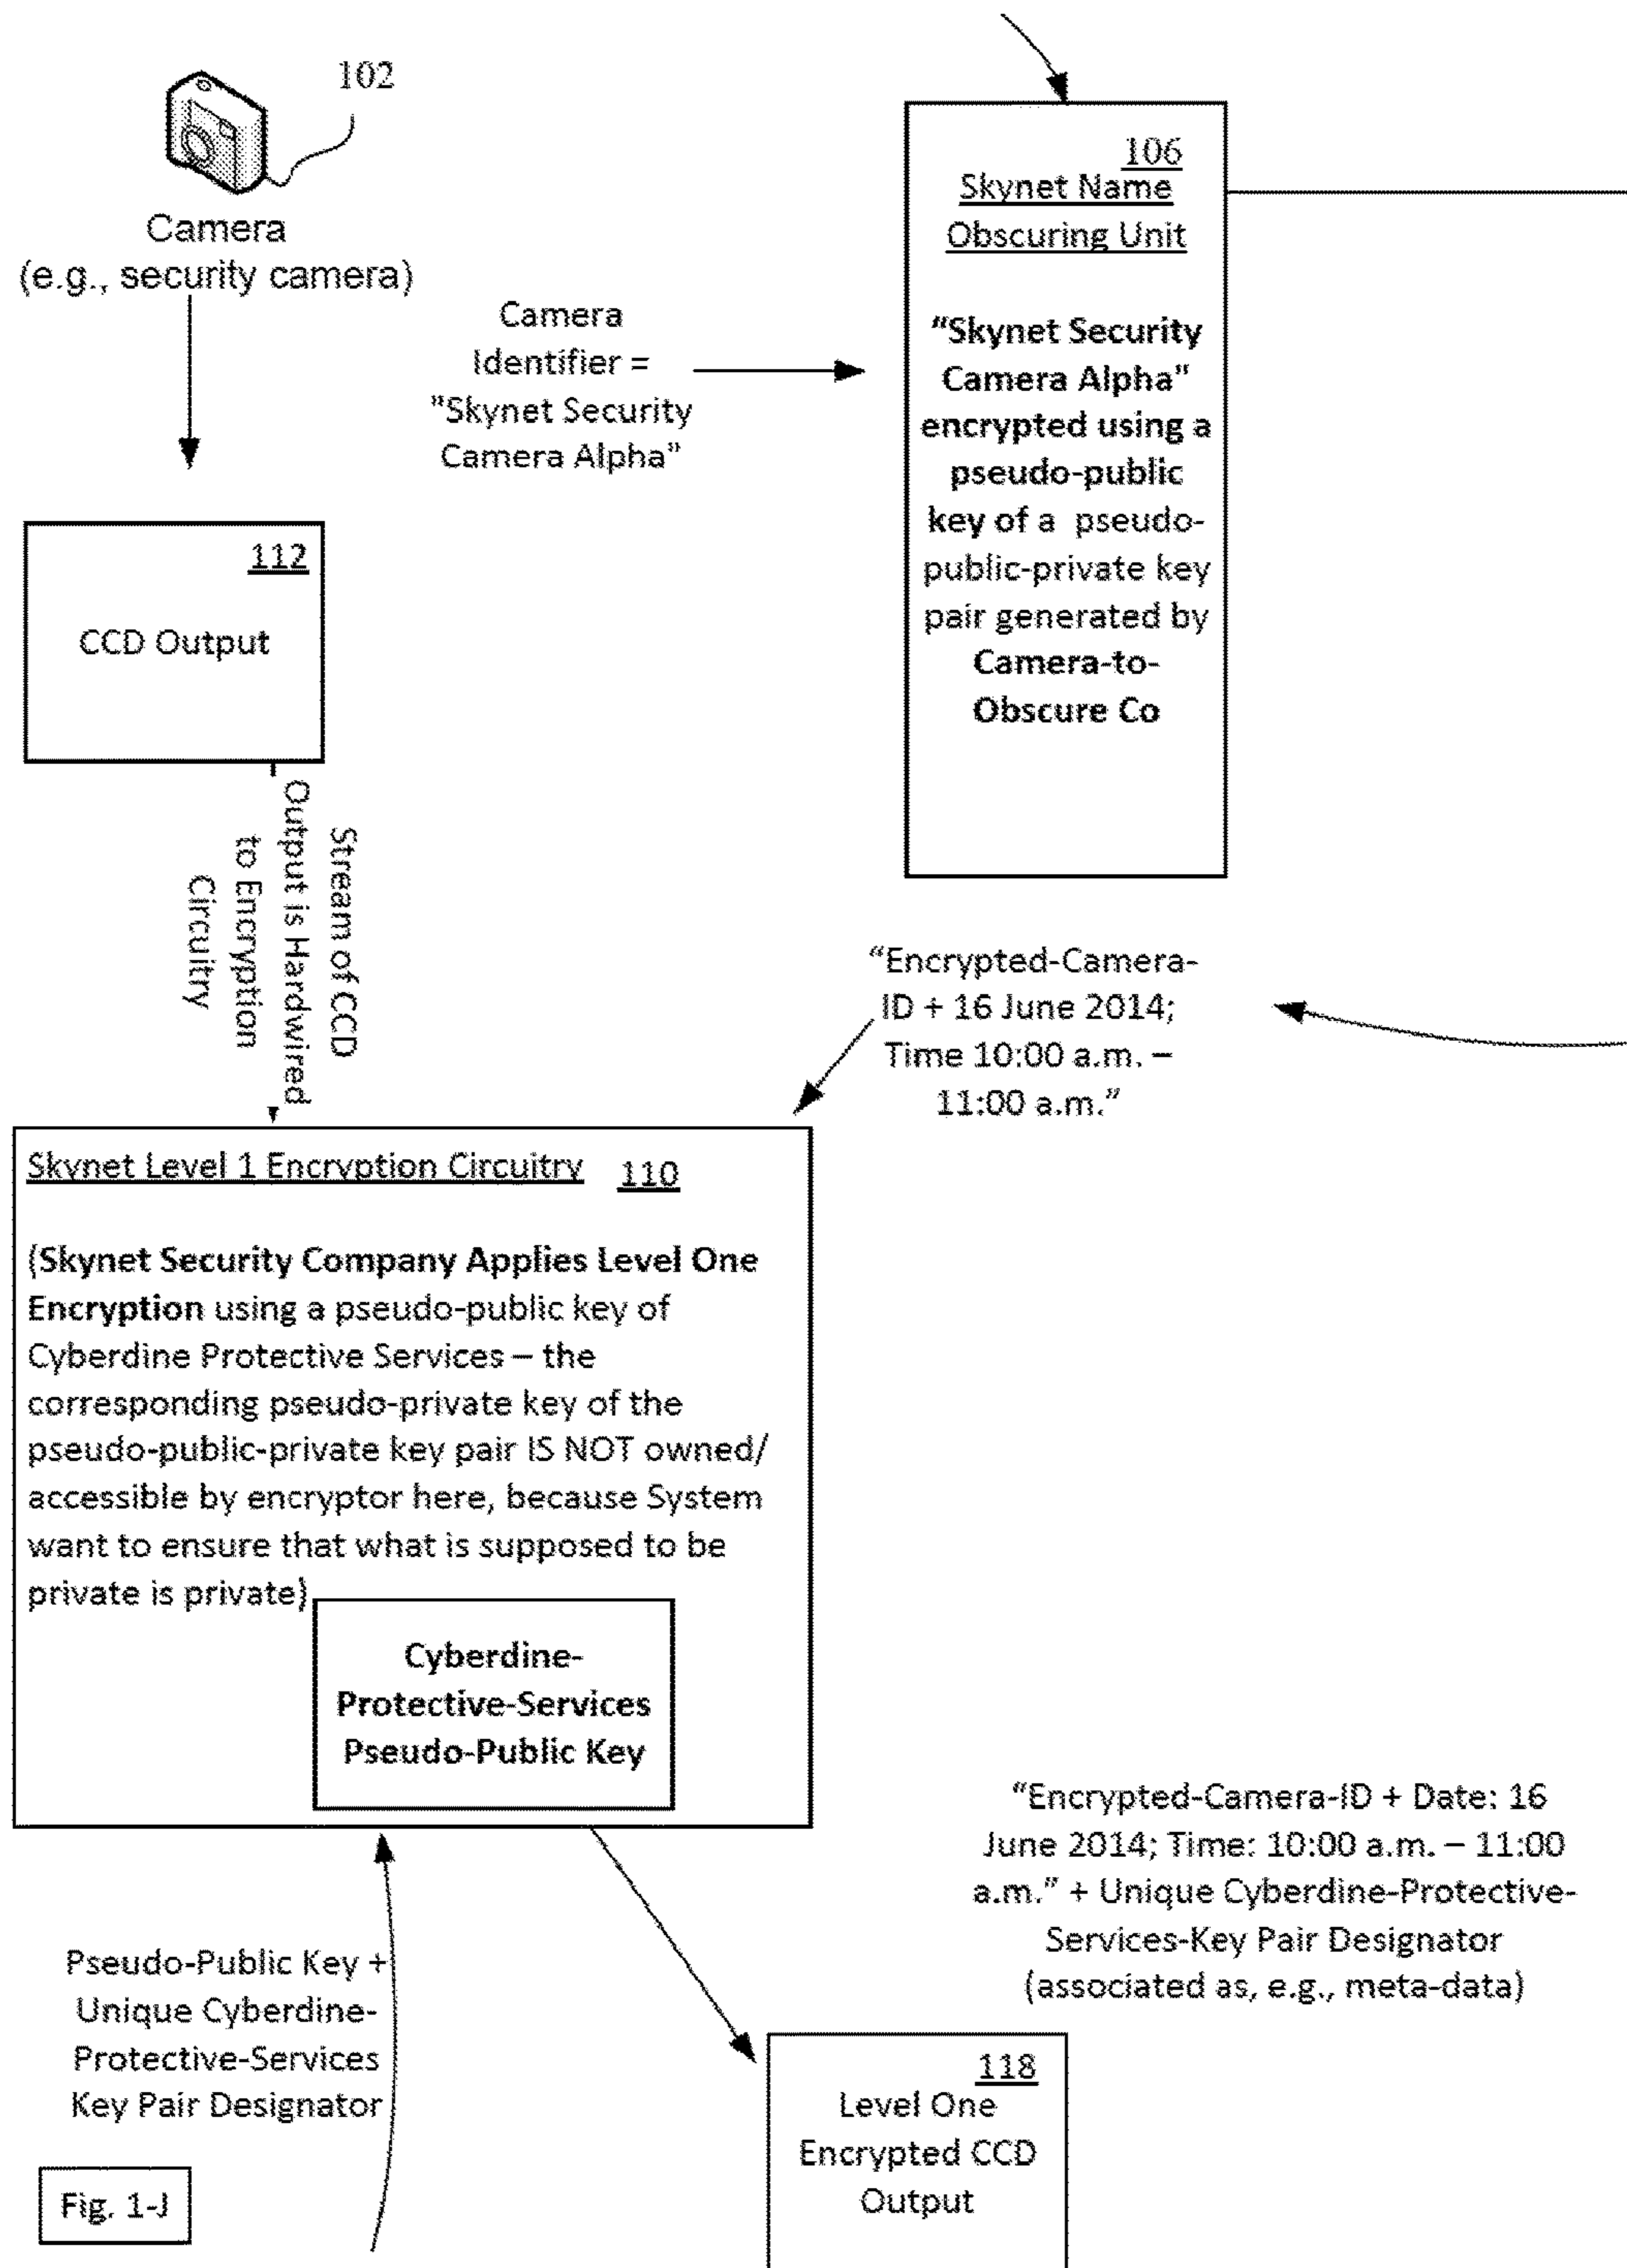 102
Camera
(e.g., security camera)
Camera
Identifier =
"Skynet Security
Camera Alpha”
106
Skynet Name
Obscuring Unit
“Skynet Security
Camera Alpha"
encrypted using a
pseudo-public
key of a pseudo-
public-private key
pair generated by
Camera-to-
Obscure Co
112
CCD Output
Stream of CCD
Output is Hardwired
to Encryption
Circuitry
“Encrypted-Camera-
ID + 16 June 2014;
Time 10:00 a.m. –
11:00 a.m.”
Skynet Level 1 Encryption Circuitry 110
(Skynet Security Company Applies Level One
Encryption using a pseudo-public key of
Cyberdine Protective Services – the
corresponding pseudo-private key of the
pseudo-public-private key pair IS NOT owned/
accessible by encryptor here, because System
want to ensure that what is supposed to be
private is private)
Cyberdine-
Protective-Services
Pseudo-Public Key
“Encrypted-Camera-ID + Date: 16
June 2014; Time: 10:00 a.m. – 11:00
a.m.” + Unique Cyberdine-Protective-
Services-Key Pair Designator
(associated as, e.g., meta-data)
Pseudo-Public Key +
Unique Cyberdine-
Protective-Services
Key Pair Designator
118
Level One
Encrypted CCD
Output
Fig. 1-J